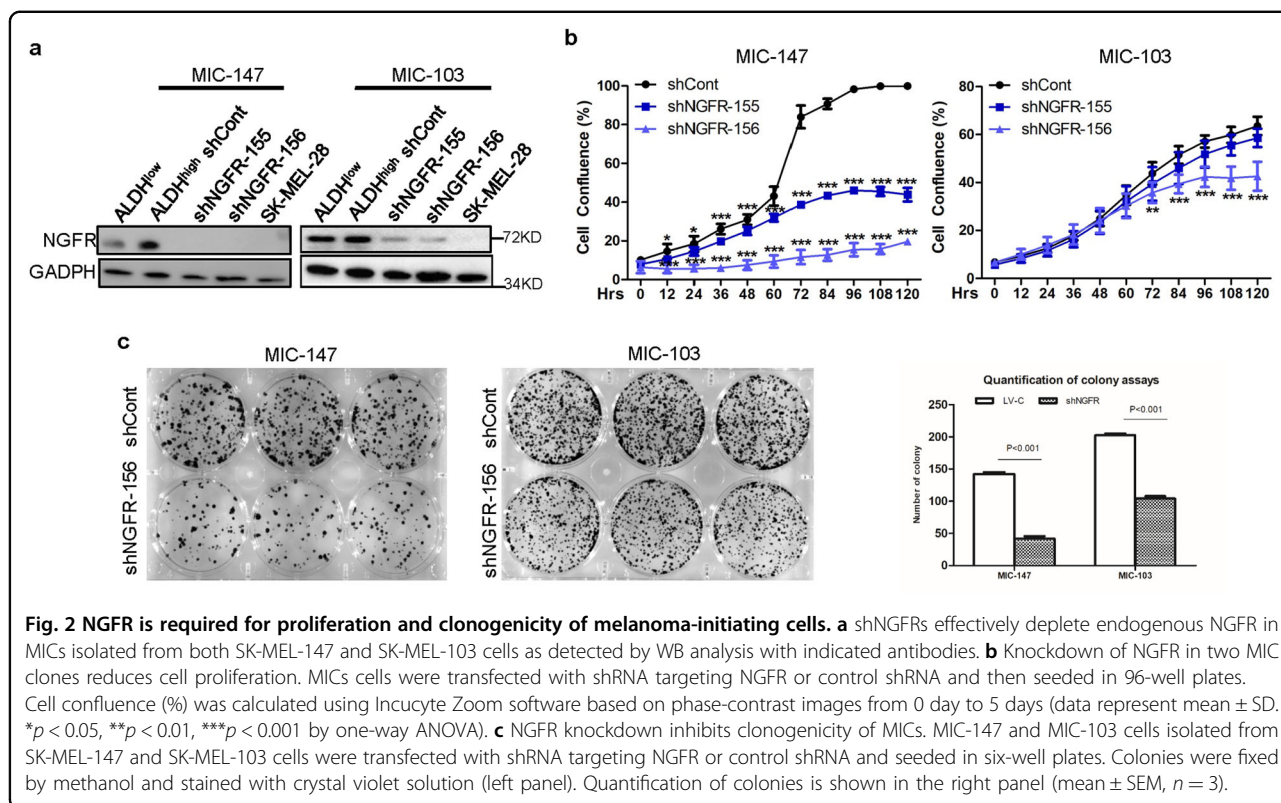 a
MIC-147
MIC-103
ALDHlow
ALDHhigh shCont
shNGFR-155
shNGFR-156
SK-MEL-28
ALDHlow
ALDHhigh shCont
shNGFR-155
shNGFR-156
SK-MEL-28
NGFR
GADPH
72KD
34KD
b
MIC-147
shCont
shNGFR-155
shNGFR-156
Cell Confluence (%)
100
80
60
40
20
0
* * *** *** *** *** *** *** *** ***
*** *** *** *** *** *** *** *** *** ***
Hrs 0 12 24 36 48 60 72 84 96 108 120
MIC-103
shCont
shNGFR-155
shNGFR-156
Cell Confluence (%)
80
60
40
20
0
** *** *** *** ***
Hrs 0 12 24 36 48 60 72 84 96 108 120
c
MIC-147
MIC-103
shCont
shNGFR-156
shCont
shNGFR-156
Quantification of colony assays
LV-C shNGFR
Number of colony
250
200
150
100
50
0
P<0.001
P<0.001
MIC-147
MIC-103
Fig. 2 NGFR is required for proliferation and clonogenicity of melanoma-initiating cells. a shNGFRs effectively deplete endogenous NGFR in
MICs isolated from both SK-MEL-147 and SK-MEL-103 cells as detected by WB analysis with indicated antibodies. b Knockdown of NGFR in two MIC
clones reduces cell proliferation. MICs cells were transfected with shRNA targeting NGFR or control shRNA and then seeded in 96-well plates.
Cell confluence (%) was calculated using Incucyte Zoom software based on phase-contrast images from 0 day to 5 days (data represent mean ± SD.
*p < 0.05, **p < 0.01, ***p < 0.001 by one-way ANOVA). c NGFR knockdown inhibits clonogenicity of MICs. MIC-147 and MIC-103 cells isolated from
SK-MEL-147 and SK-MEL-103 cells were transfected with shRNA targeting NGFR or control shRNA and seeded in six-well plates. Colonies were fixed
by methanol and stained with crystal violet solution (left panel). Quantification of colonies is shown in the right panel (mean ± SEM, n = 3).